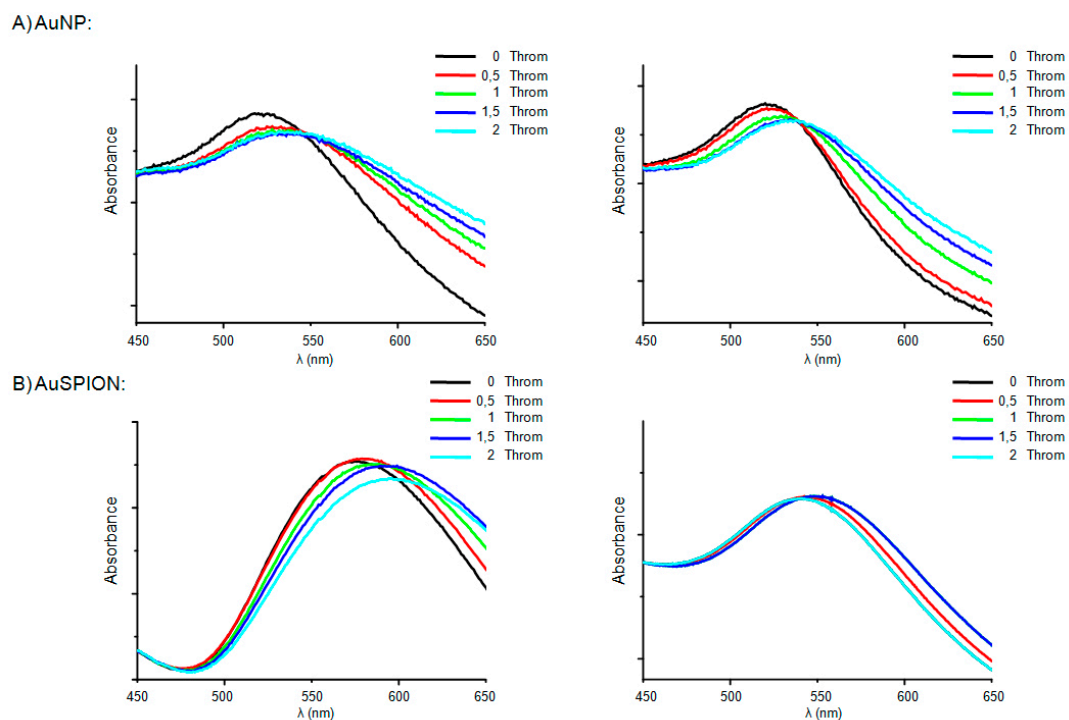 A) AuNP:
0 Throm
0,5 Throm
1 Throm
1,5 Throm
2 Throm
Absorbance
450 500 550 600 650
λ (nm)
0 Throm
0,5 Throm
1 Throm
1,5 Throm
2 Throm
Absorbance
450 500 550 600 650
λ (nm)
B) AuSPION:
0 Throm
0,5 Throm
1 Throm
1,5 Throm
2 Throm
Absorbance
450 500 550 600 650
λ (nm)
0 Throm
0,5 Throm
1 Throm
1,5 Throm
2 Throm
Absorbance
450 500 550 600 650
λ (nm)